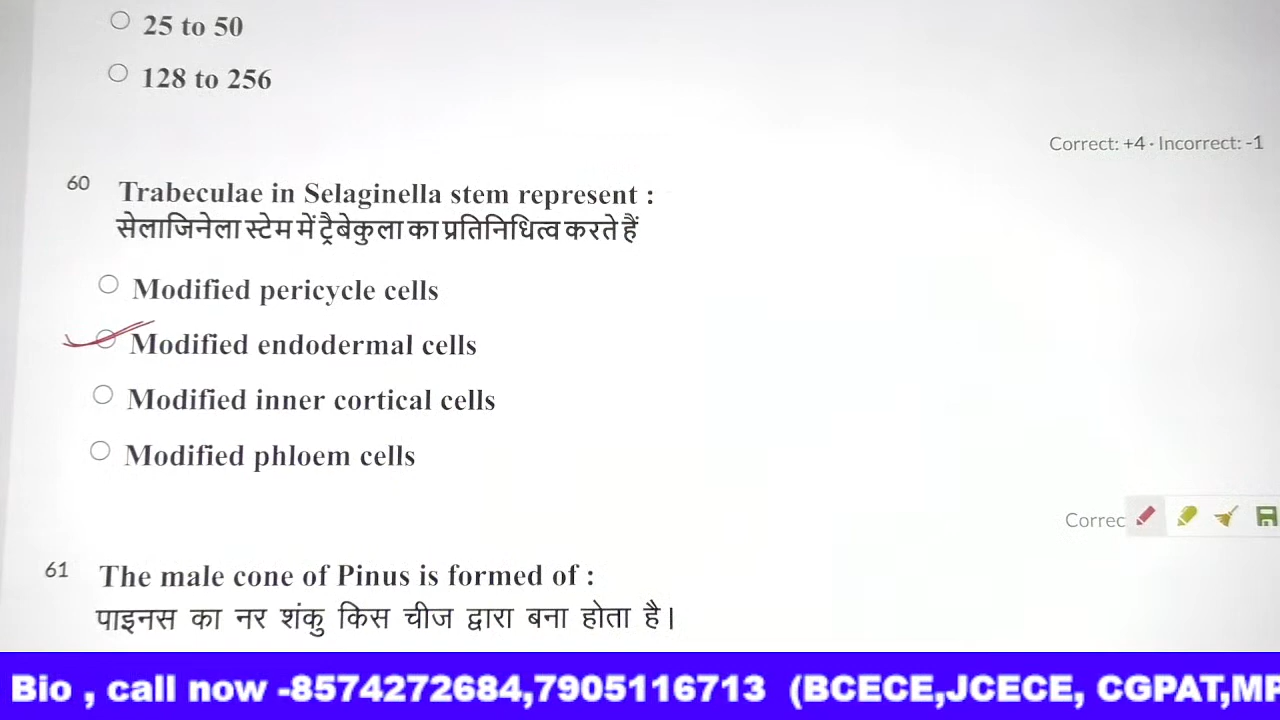 25 to 50
128 to 256
Correct: +4 · Incorrect: -1
60
Trabeculae in Selaginella stem represent :
सेलाजिनेला स्टेम में ट्रैबेकुला का प्रतिनिधित्व करते हैं
Modified pericycle cells
Modified endodermal cells
Modified inner cortical cells
Modified phloem cells
Correc
61
The male cone of Pinus is formed of :
पाइनस का नर शंकु किस चीज द्वारा बना होता है।
Bio , call now -8574272684,7905116713 (BCECE,JCECE, CGPAT,MP